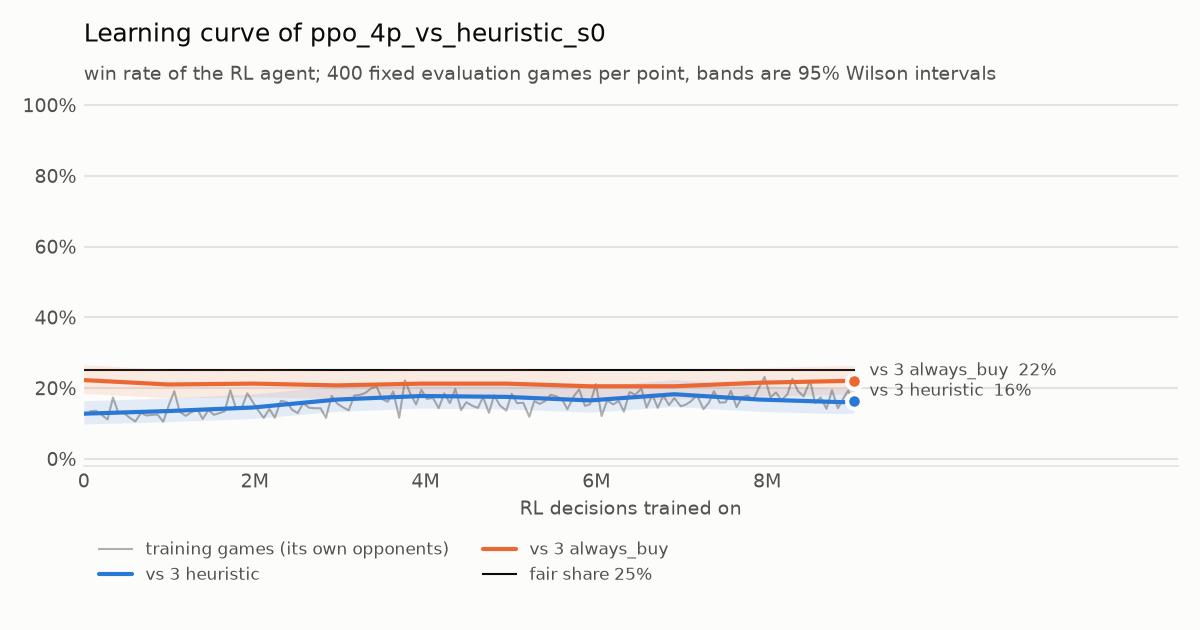 Learning curve of ppo_4p_vs_heuristic_s0
win rate of the RL agent; 400 fixed evaluation games per point, bands are 95% Wilson intervals
100%
80%
60%
40%
20%
0%
vs 3 always_buy 22%
vs 3 heuristic 16%
0
2M
4M
6M
8M
RL decisions trained on
training games (its own opponents)
vs 3 always_buy
vs 3 heuristic
fair share 25%